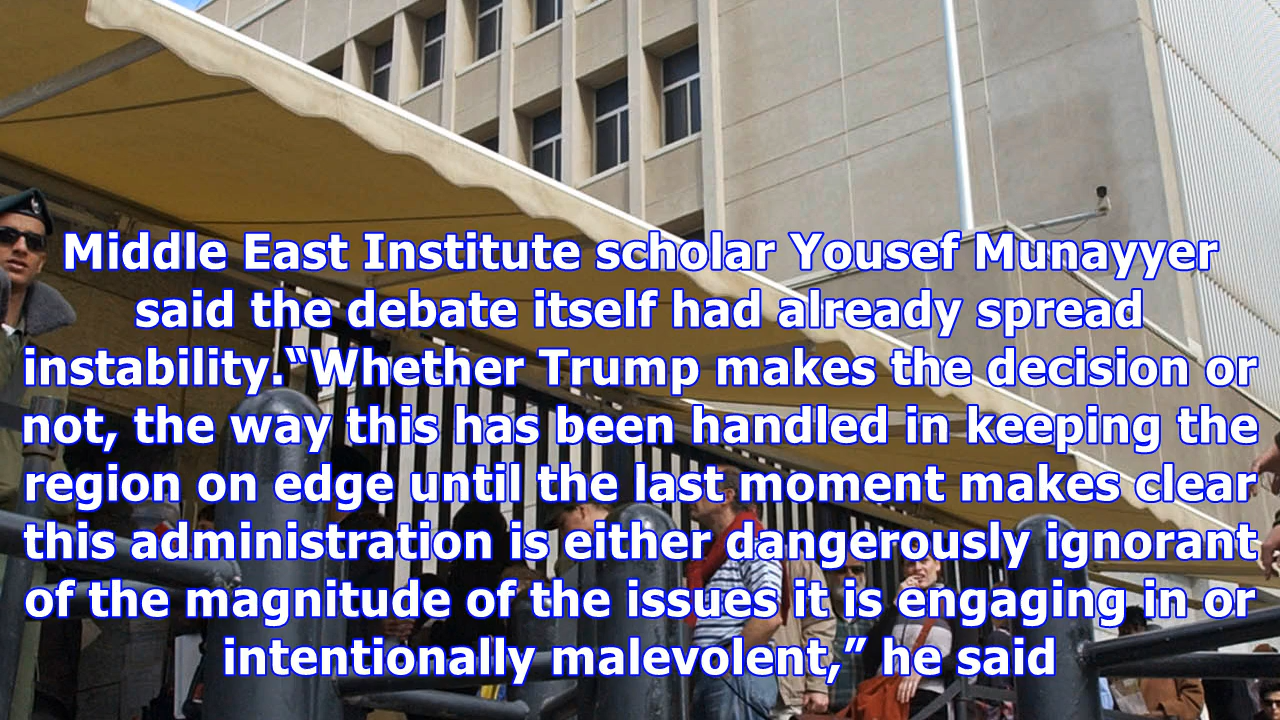 Middle East Institute scholar Yousef Munayyer
said the debate itself had already spread
instability.“Whether Trump makes the decision or
not, the way this has been handled in keeping the
region on edge until the last moment makes clear
this administration is either dangerously ignorant
of the magnitude of the issues it is engaging in or
intentionally malevolent,” he said